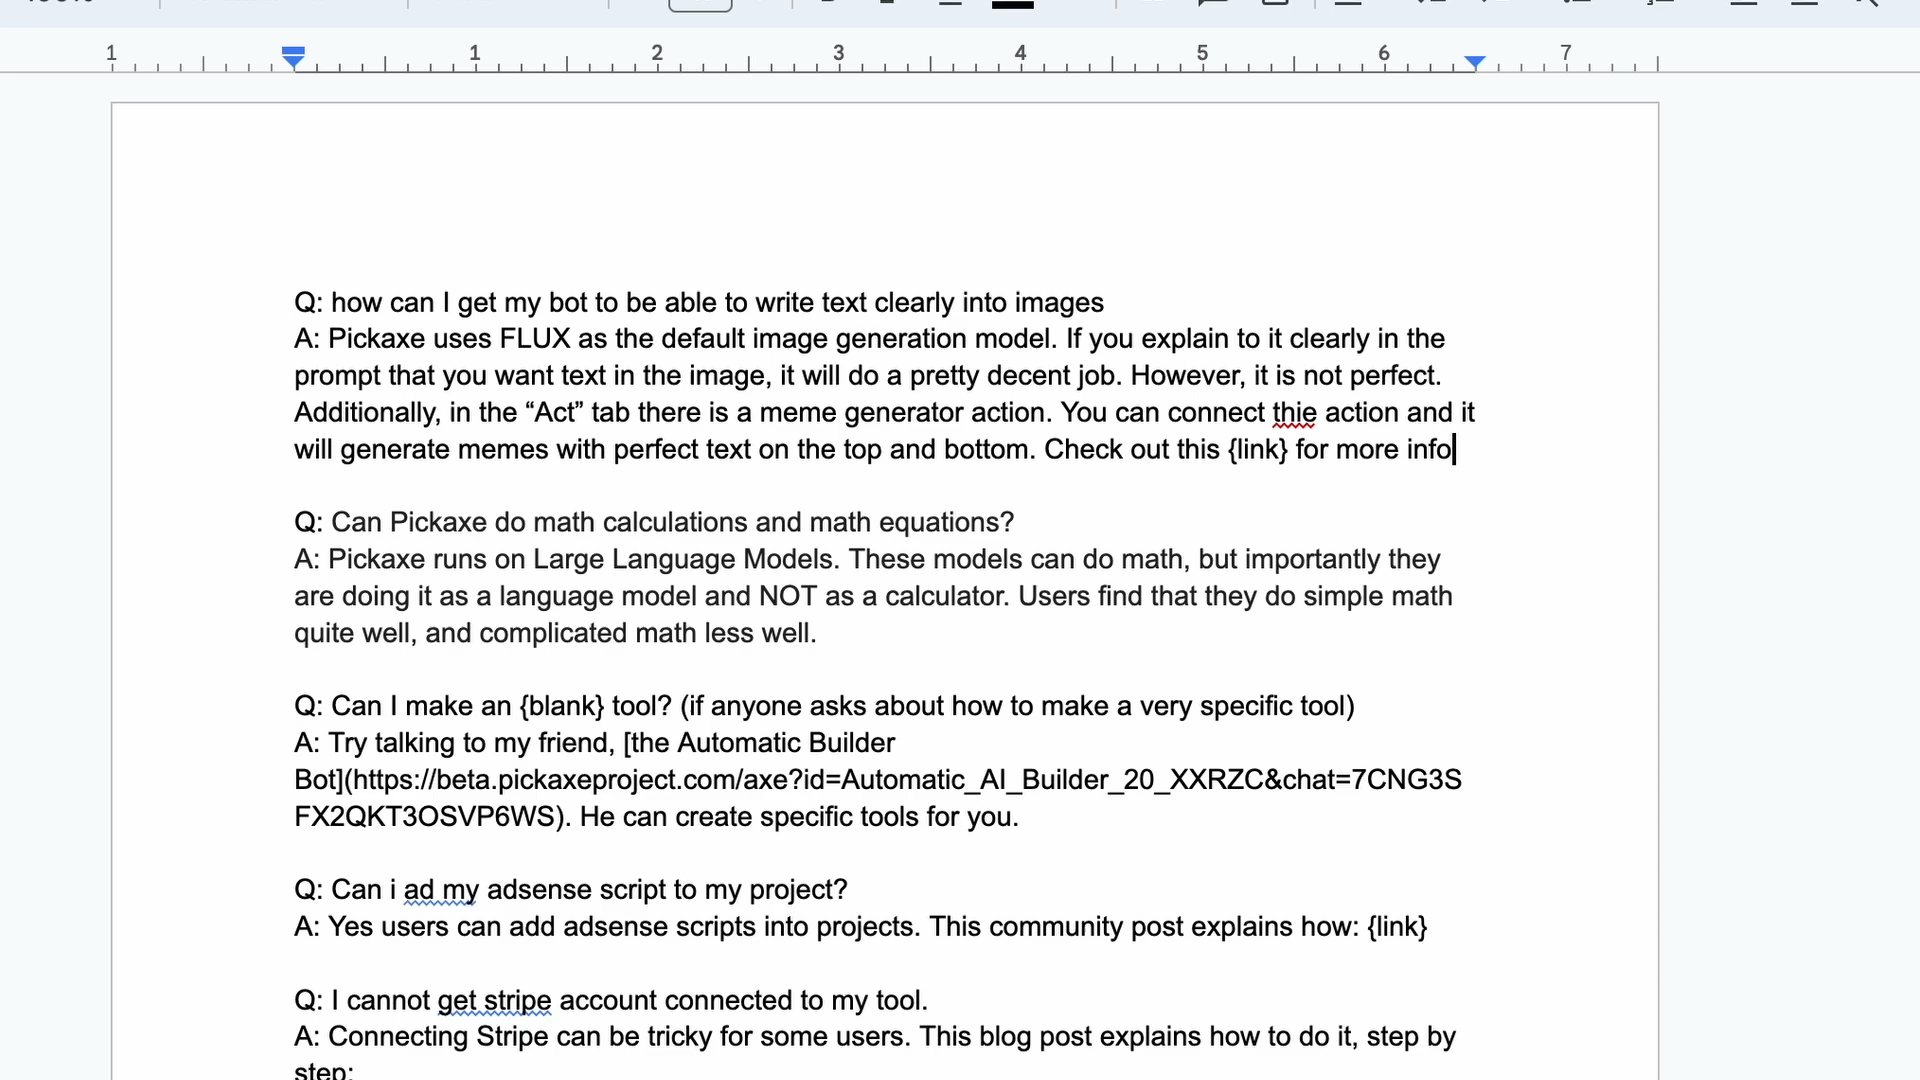 1 1 2 3 4 5 6 7
Q: how can I get my bot to be able to write text clearly into images
A: Pickaxe uses FLUX as the default image generation model. If you explain to it clearly in the
prompt that you want text in the image, it will do a pretty decent job. However, it is not perfect.
Additionally, in the “Act” tab there is a meme generator action. You can connect thie action and it
will generate memes with perfect text on the top and bottom. Check out this {link} for more info
Q: Can Pickaxe do math calculations and math equations?
A: Pickaxe runs on Large Language Models. These models can do math, but importantly they
are doing it as a language model and NOT as a calculator. Users find that they do simple math
quite well, and complicated math less well.
Q: Can I make an {blank} tool? (if anyone asks about how to make a very specific tool)
A: Try talking to my friend, [the Automatic Builder
Bot](https://beta.pickaxeproject.com/axe?id=Automatic_AI_Builder_20_XXRZC&chat=7CNG3S
FX2QKT3OSVP6WS). He can create specific tools for you.
Q: Can i ad my adsense script to my project?
A: Yes users can add adsense scripts into projects. This community post explains how: {link}
Q: I cannot get stripe account connected to my tool.
A: Connecting Stripe can be tricky for some users. This blog post explains how to do it, step by
step: